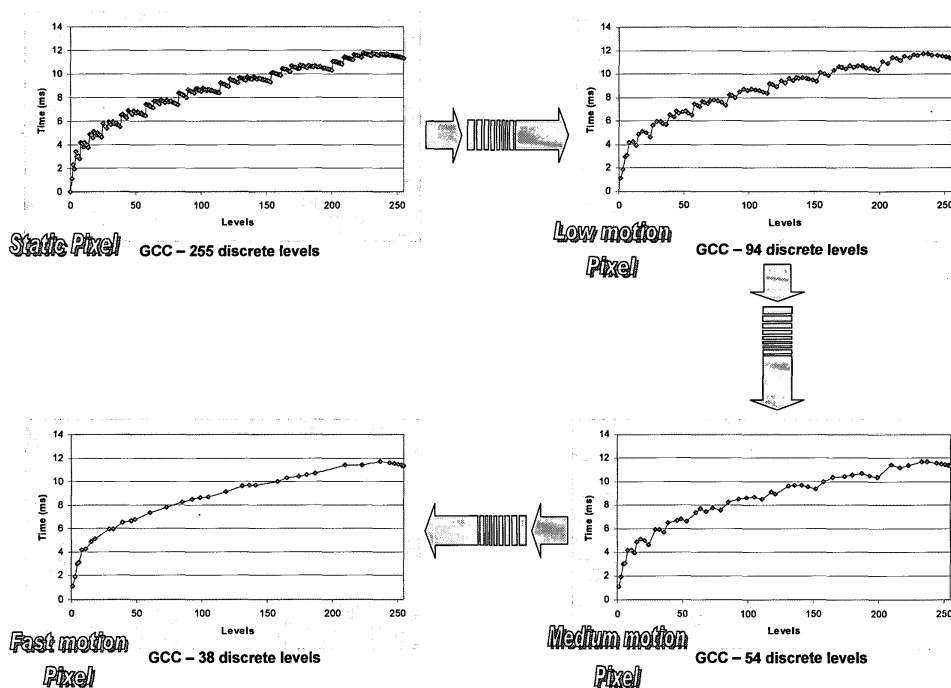 14
12
10
8
6
4
2
0
Time (ms)
0 50 100 150 200 250
Levels
Static Pixel
GCC – 255 discrete levels
14
12
10
8
6
4
2
0
Time (ms)
0 50 100 150 200 250
Levels
Low motion
Pixel
GCC – 94 discrete levels
14
12
10
8
6
4
2
0
Time (ms)
0 50 100 150 200 250
Levels
Fast motion
Pixel
GCC – 38 discrete levels
14
12
10
8
6
4
2
0
Time (ms)
0 50 100 150 200 250
Levels
Medium motion
Pixel
GCC – 54 discrete levels